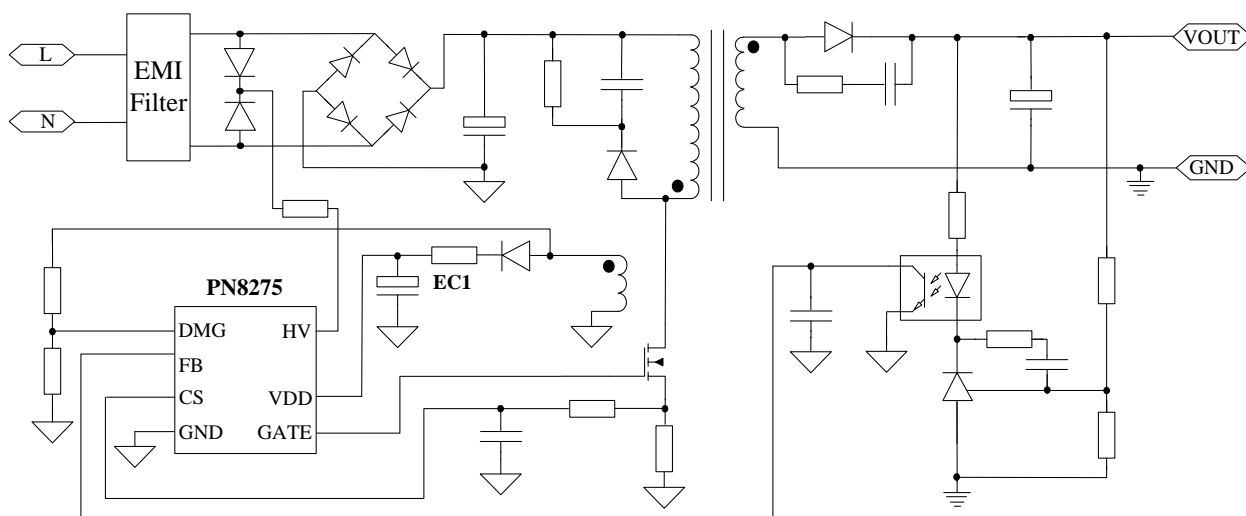 L
EMI
Filter
N
VOUT
GND
EC1
PN8275
DMG
HV
FB
CS
VDD
GND
GATE